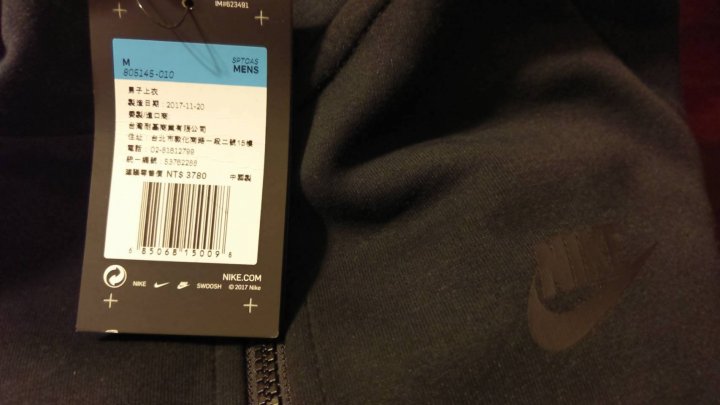 IM#623491
M
SPTCAS
805145-010
MENS
男子上衣
製造日期: 2017-11-20
委製/進口商:
台灣耐基商業有限公司
住址: 台北市敦化南路一段二號15樓
電話: 02-81612799
統一編號: 53762288
建議零售價 NT$ 3780
中國製
6 85068 15009 8
NIKE
SWOOSH
NIKE.COM
© 2017 Nike